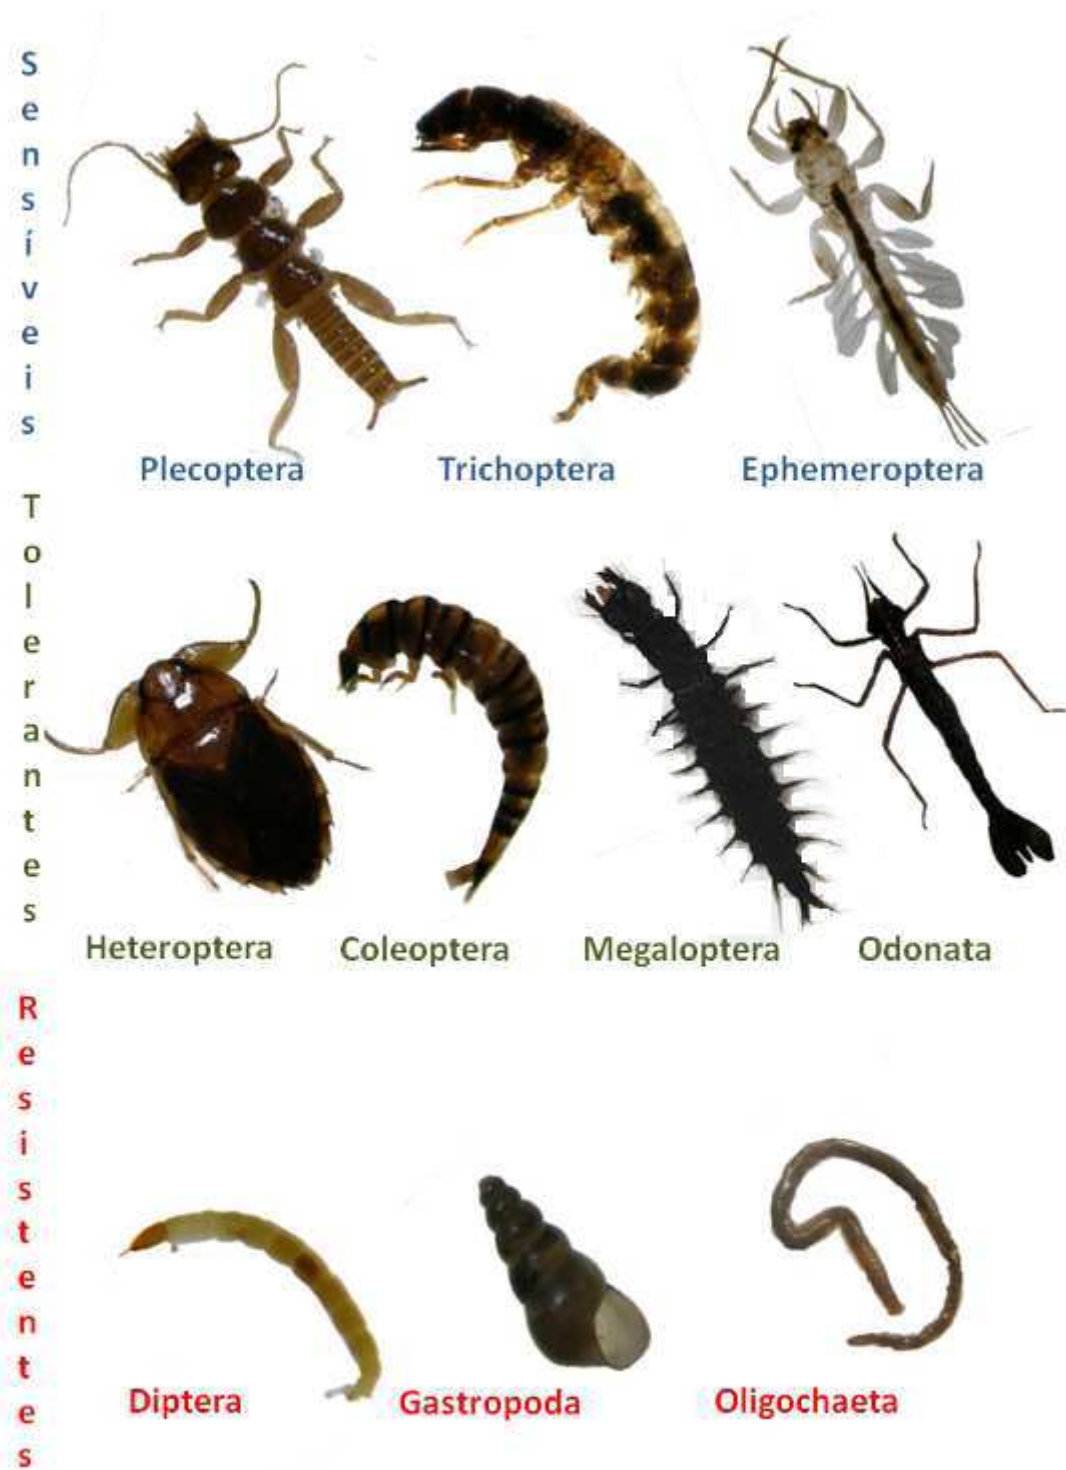 Sensíveis
Plecoptera Trichoptera Ephemeroptera
Tolerantes
Heteroptera Coleoptera Megaloptera Odonata
Resistentes
Diptera Gastropoda Oligochaeta